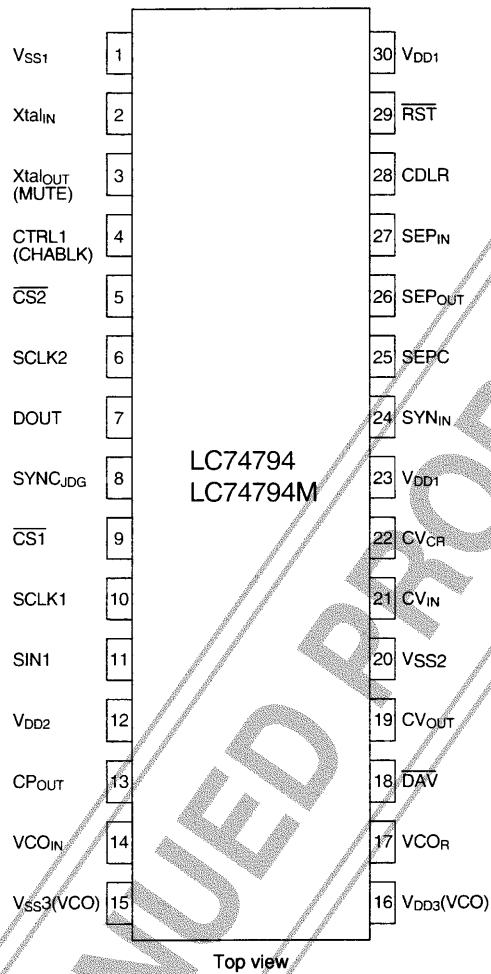 VSS1 1 30 VDD1
XtalIN 2 29 RST
XtalOUT 3 28 CDLR
(MUTE)
CTRL1 4 27 SEPIN
(CHABLK)
CS2 5 26 SEPOUT
SCLK2 6 25 SEPC
DOUT 7 24 SYNIN
LC74794
SYNCJDG 8 23 VDD1
LC74794M
CS1 9 22 CVCR
SCLK1 10 21 CVIN
SIN1 11 20 VSS2
VDD2 12 19 CVOUT
CPOUT 13 18 DAV
VCOIN 14 17 VCOR
VSS3(VCO) 15 16 VDD3(VCO)
Top view